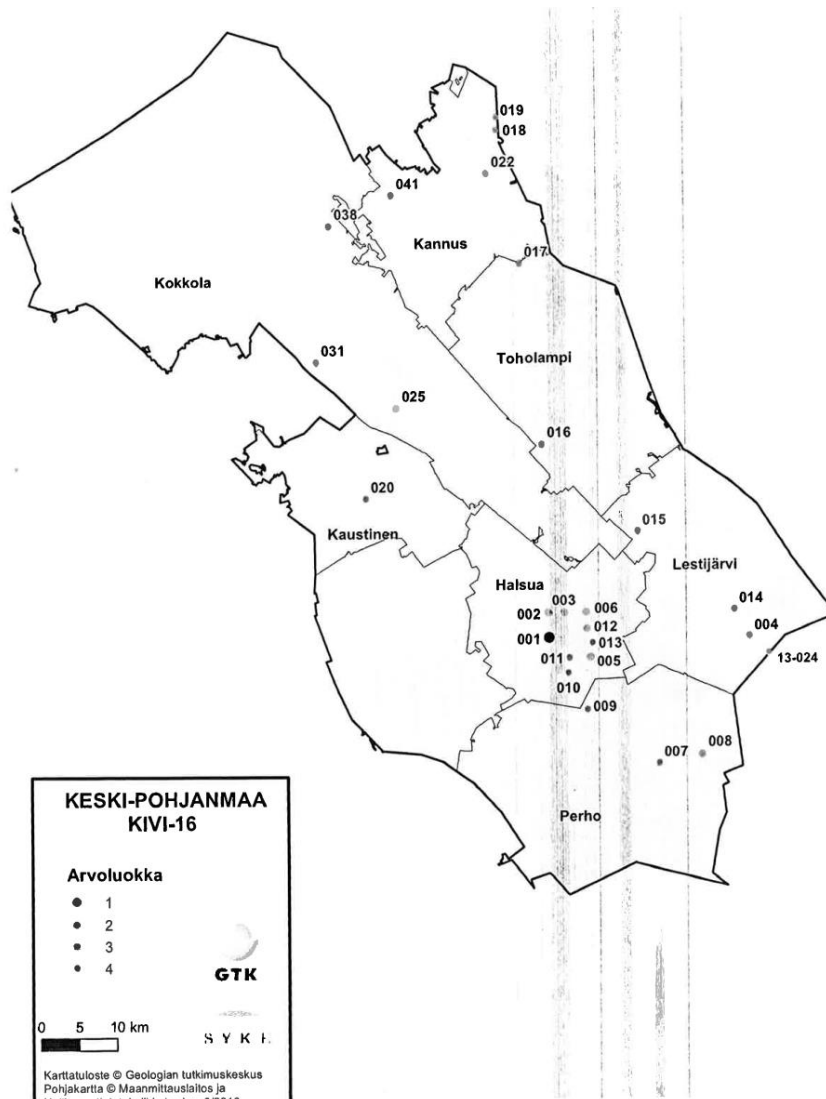 019
018
022
041
038
Kannus
017
Kokkola
Toholampi
031
025
016
020
Kaustinen
015
Lestijärvi
Halsua
002
003
006
014
012
001
013
004
011
005
13-024
010
009
007
008
Perho
KESKI-POHJANMAA
KIVI-16
Arvoluokka
1
2
3
4
GTK
0 5 10 km
SYKE
Karttatuloste © Geologian tutkimuskeskus
Pohjakartta © Maanmittauslaitos ja